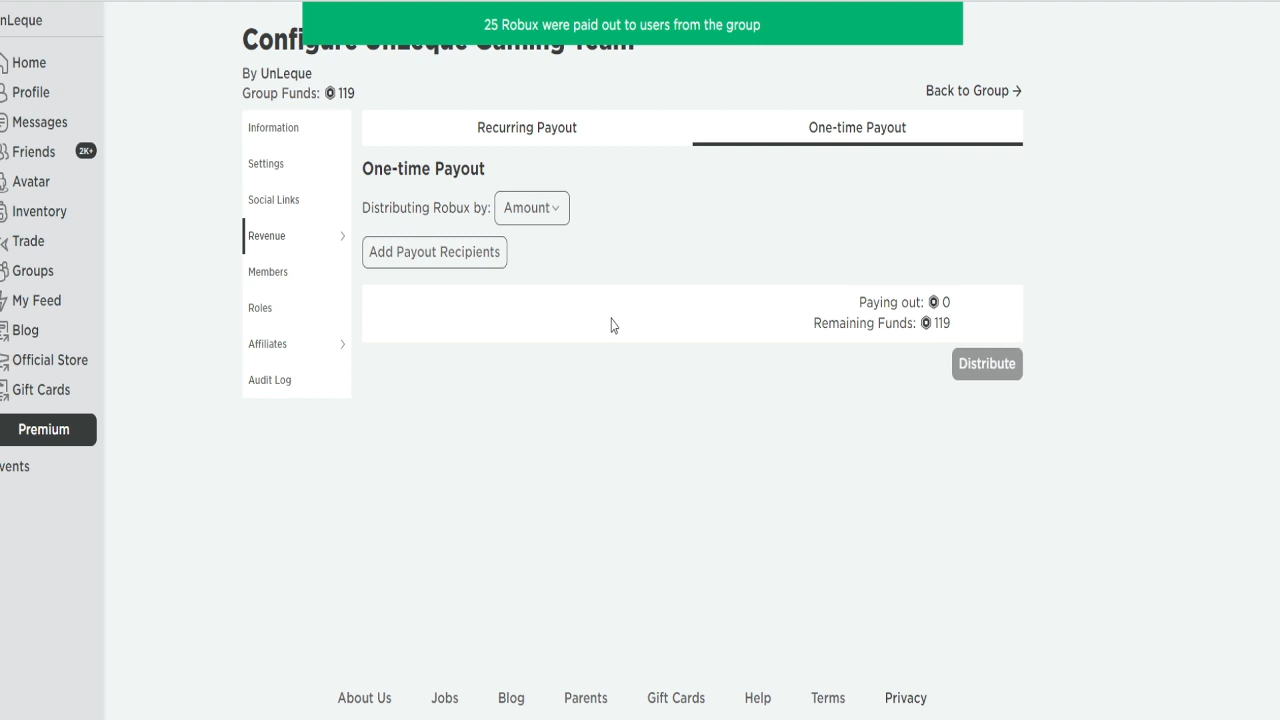 nLeque
Home
Profile
Messages
Friends 2K+
Avatar
Inventory
Trade
Groups
My Feed
Blog
Official Store
Gift Cards
Premium
vents
25 Robux were paid out to users from the group
Configure UnLeque Gaming Team
By UnLeque
Group Funds: 119
Back to Group →
Information
Settings
Social Links
Revenue
Members
Roles
Affiliates
Audit Log
Recurring Payout
One-time Payout
One-time Payout
Distributing Robux by: Amount
Add Payout Recipients
Paying out: 0
Remaining Funds: 119
Distribute
About Us Jobs Blog Parents Gift Cards Help Terms Privacy